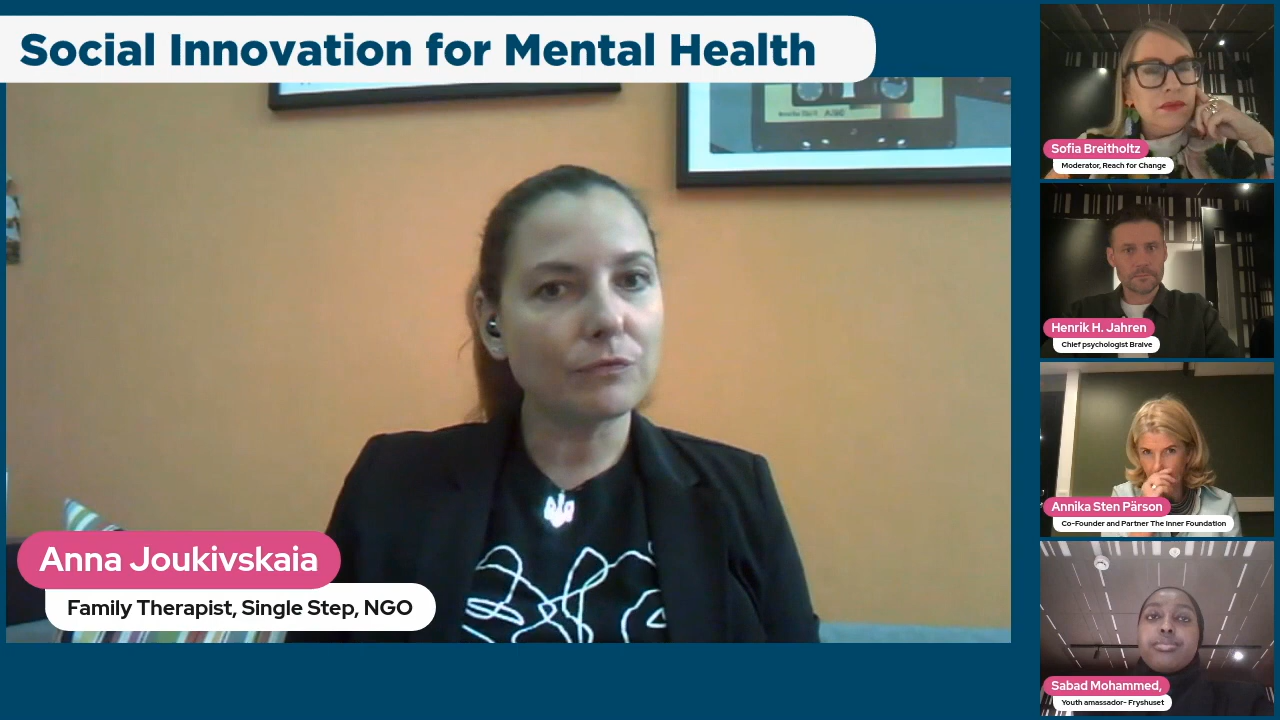 Social Innovation for Mental Health
Anna Joukivskaia
Family Therapist, Single Step, NGO
Sofia Breitholtz
Moderator, Reach for Change
Henrik H. Jahren
Chief psychologist Braive
Annika Sten Pärson
Co-Founder and Partner The Inner Foundation
Sabad Mohammed,
Youth amassador- Fryshuset